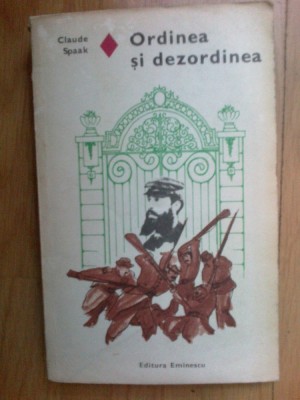 Claude
Spaak
Ordinea
și dezordinea
Editura Eminescu